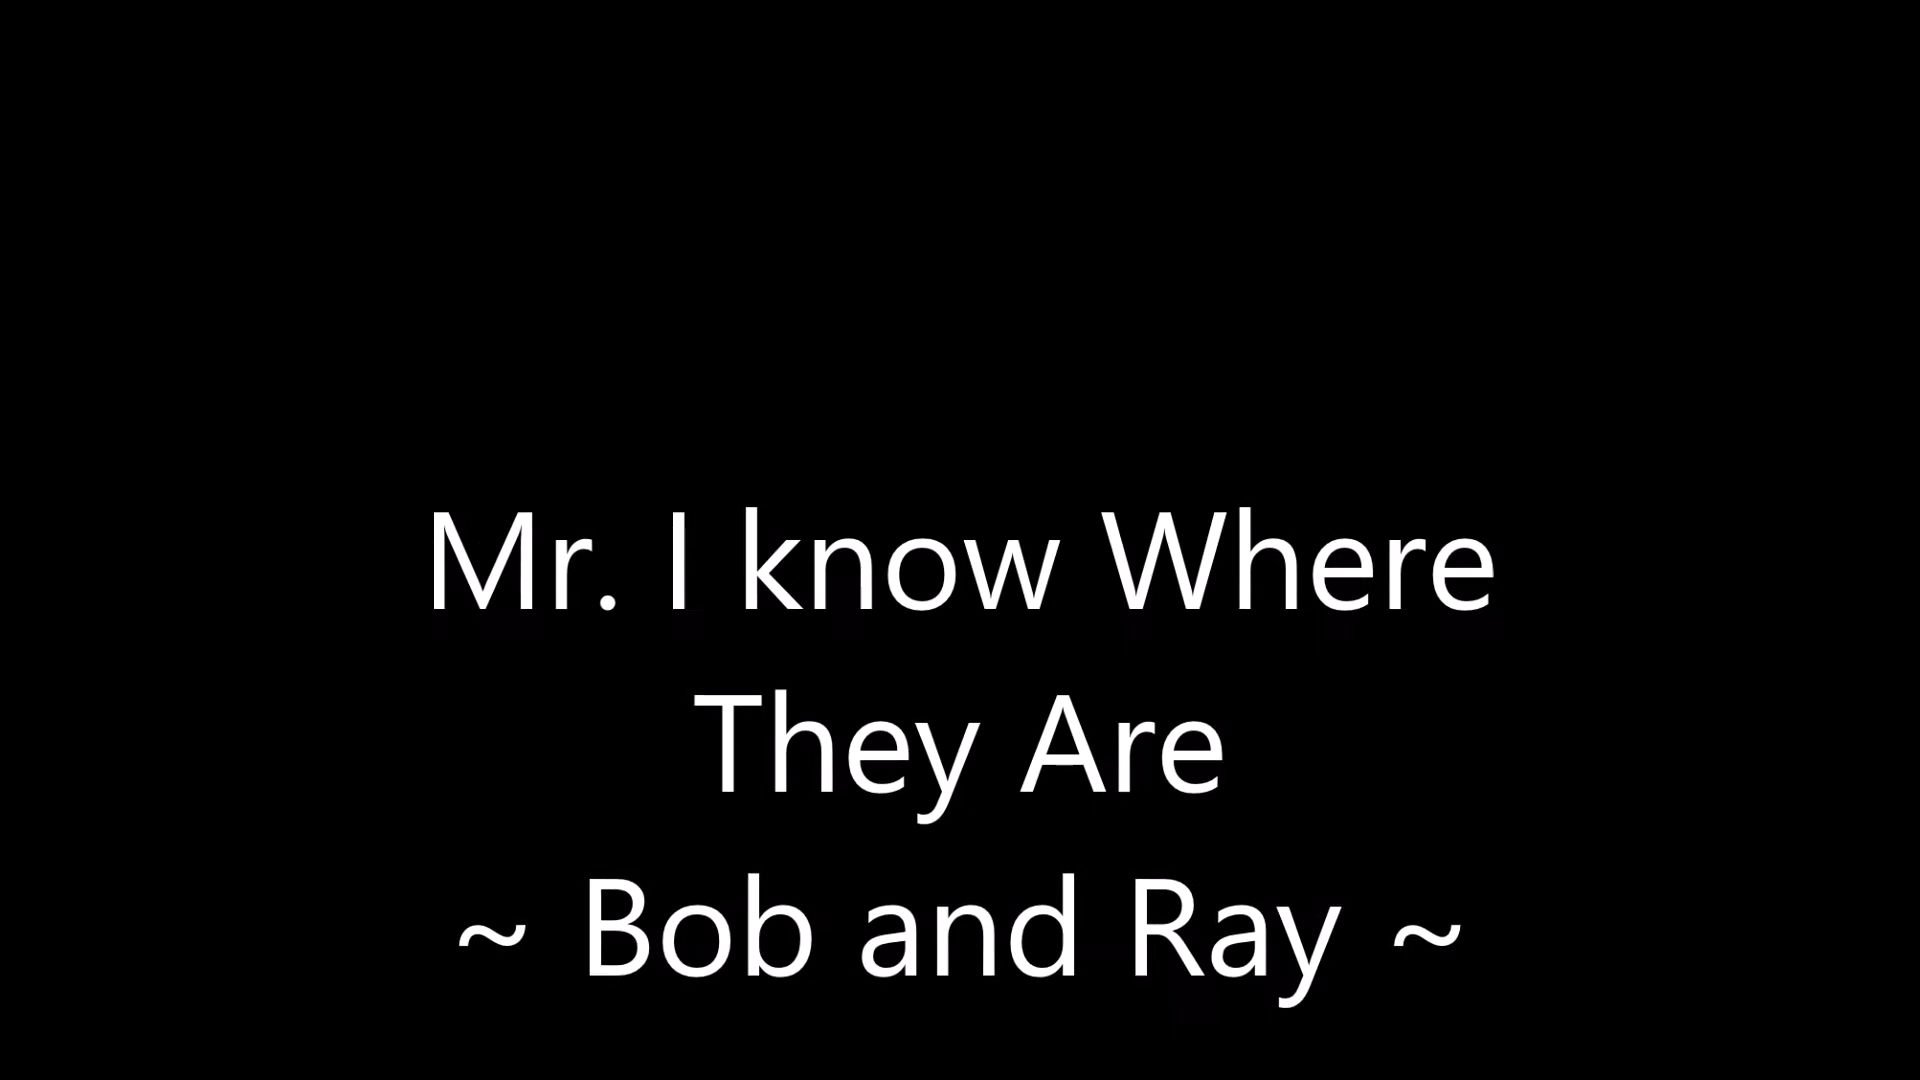 Mr. I know Where
They Are
~ Bob and Ray ~